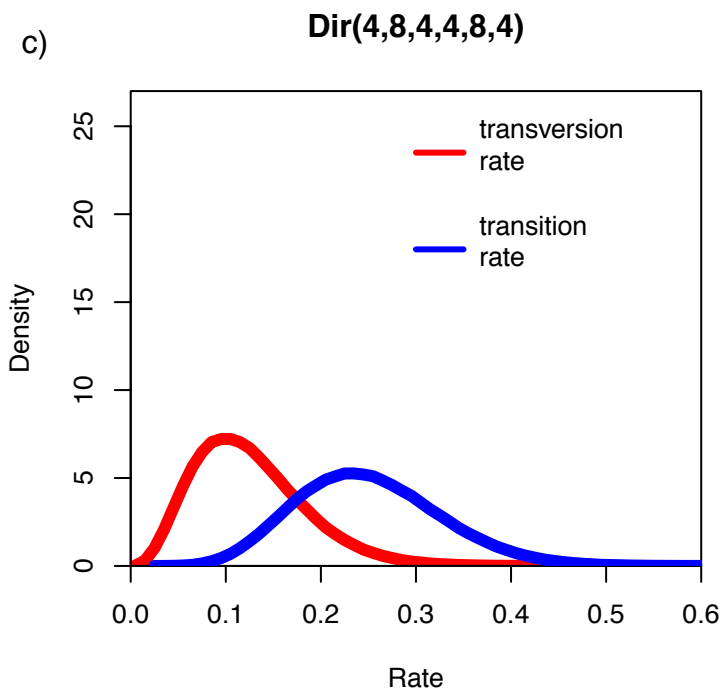 c)
Dir(4,8,4,4,8,4)
transversion
rate
transition
rate
Density
25
20
15
10
5
0
0.0 0.1 0.2 0.3 0.4 0.5 0.6
Rate